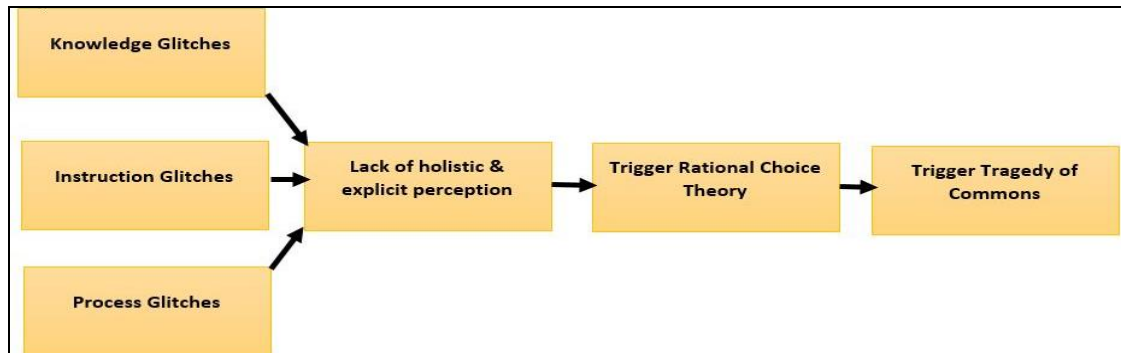 Knowledge Glitches
Instruction Glitches
Process Glitches
Lack of holistic &
explicit perception
Trigger Rational Choice
Theory
Trigger Tragedy of
Commons